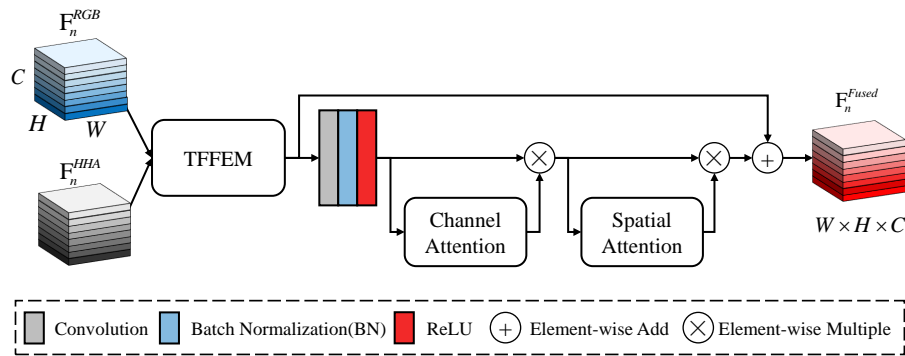 F_n^{RGB}
C
H
W
F_n^{HHA}
TFFEM
Channel
Attention
Spatial
Attention
F_n^{Fused}
W × H × C
Convolution
Batch Normalization(BN)
ReLU
Element-wise Add
Element-wise Multiple